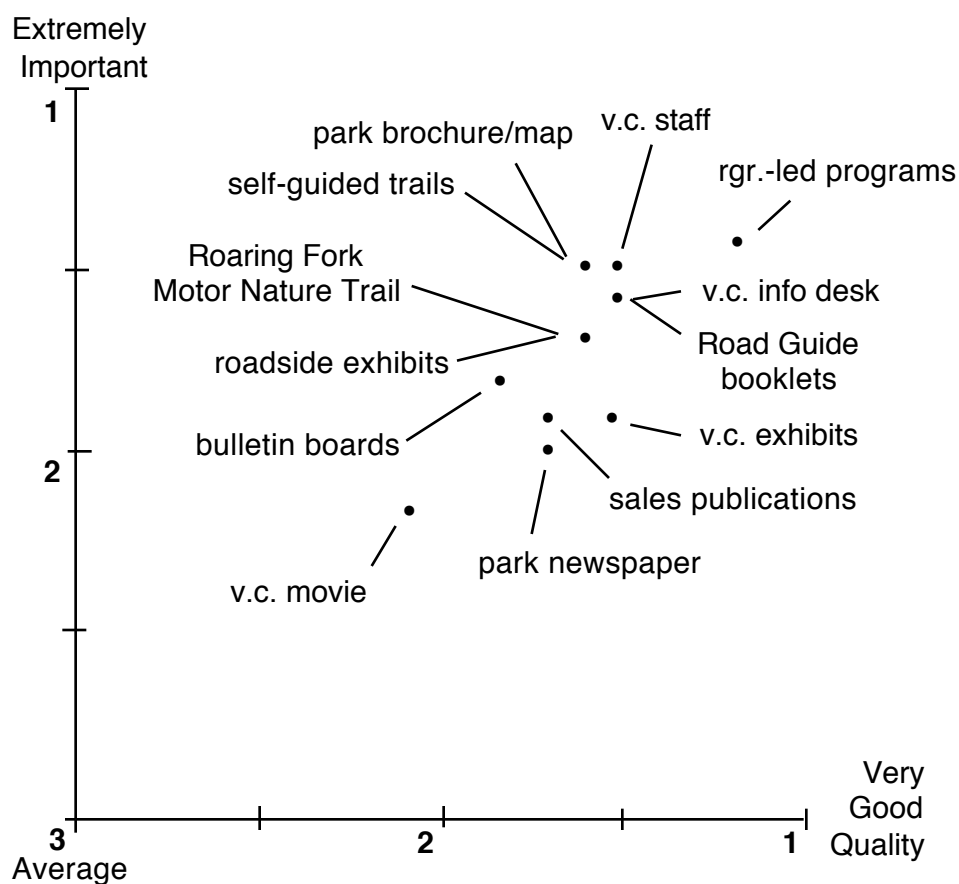 Extremely
Important
1
park brochure/map
v.c. staff
self-guided trails
rgr.-led programs
Roaring Fork
Motor Nature Trail
v.c. info desk
roadside exhibits
Road Guide
booklets
bulletin boards
v.c. exhibits
2
sales publications
park newspaper
v.c. movie
Very
Good
Quality
3
2
1
Average